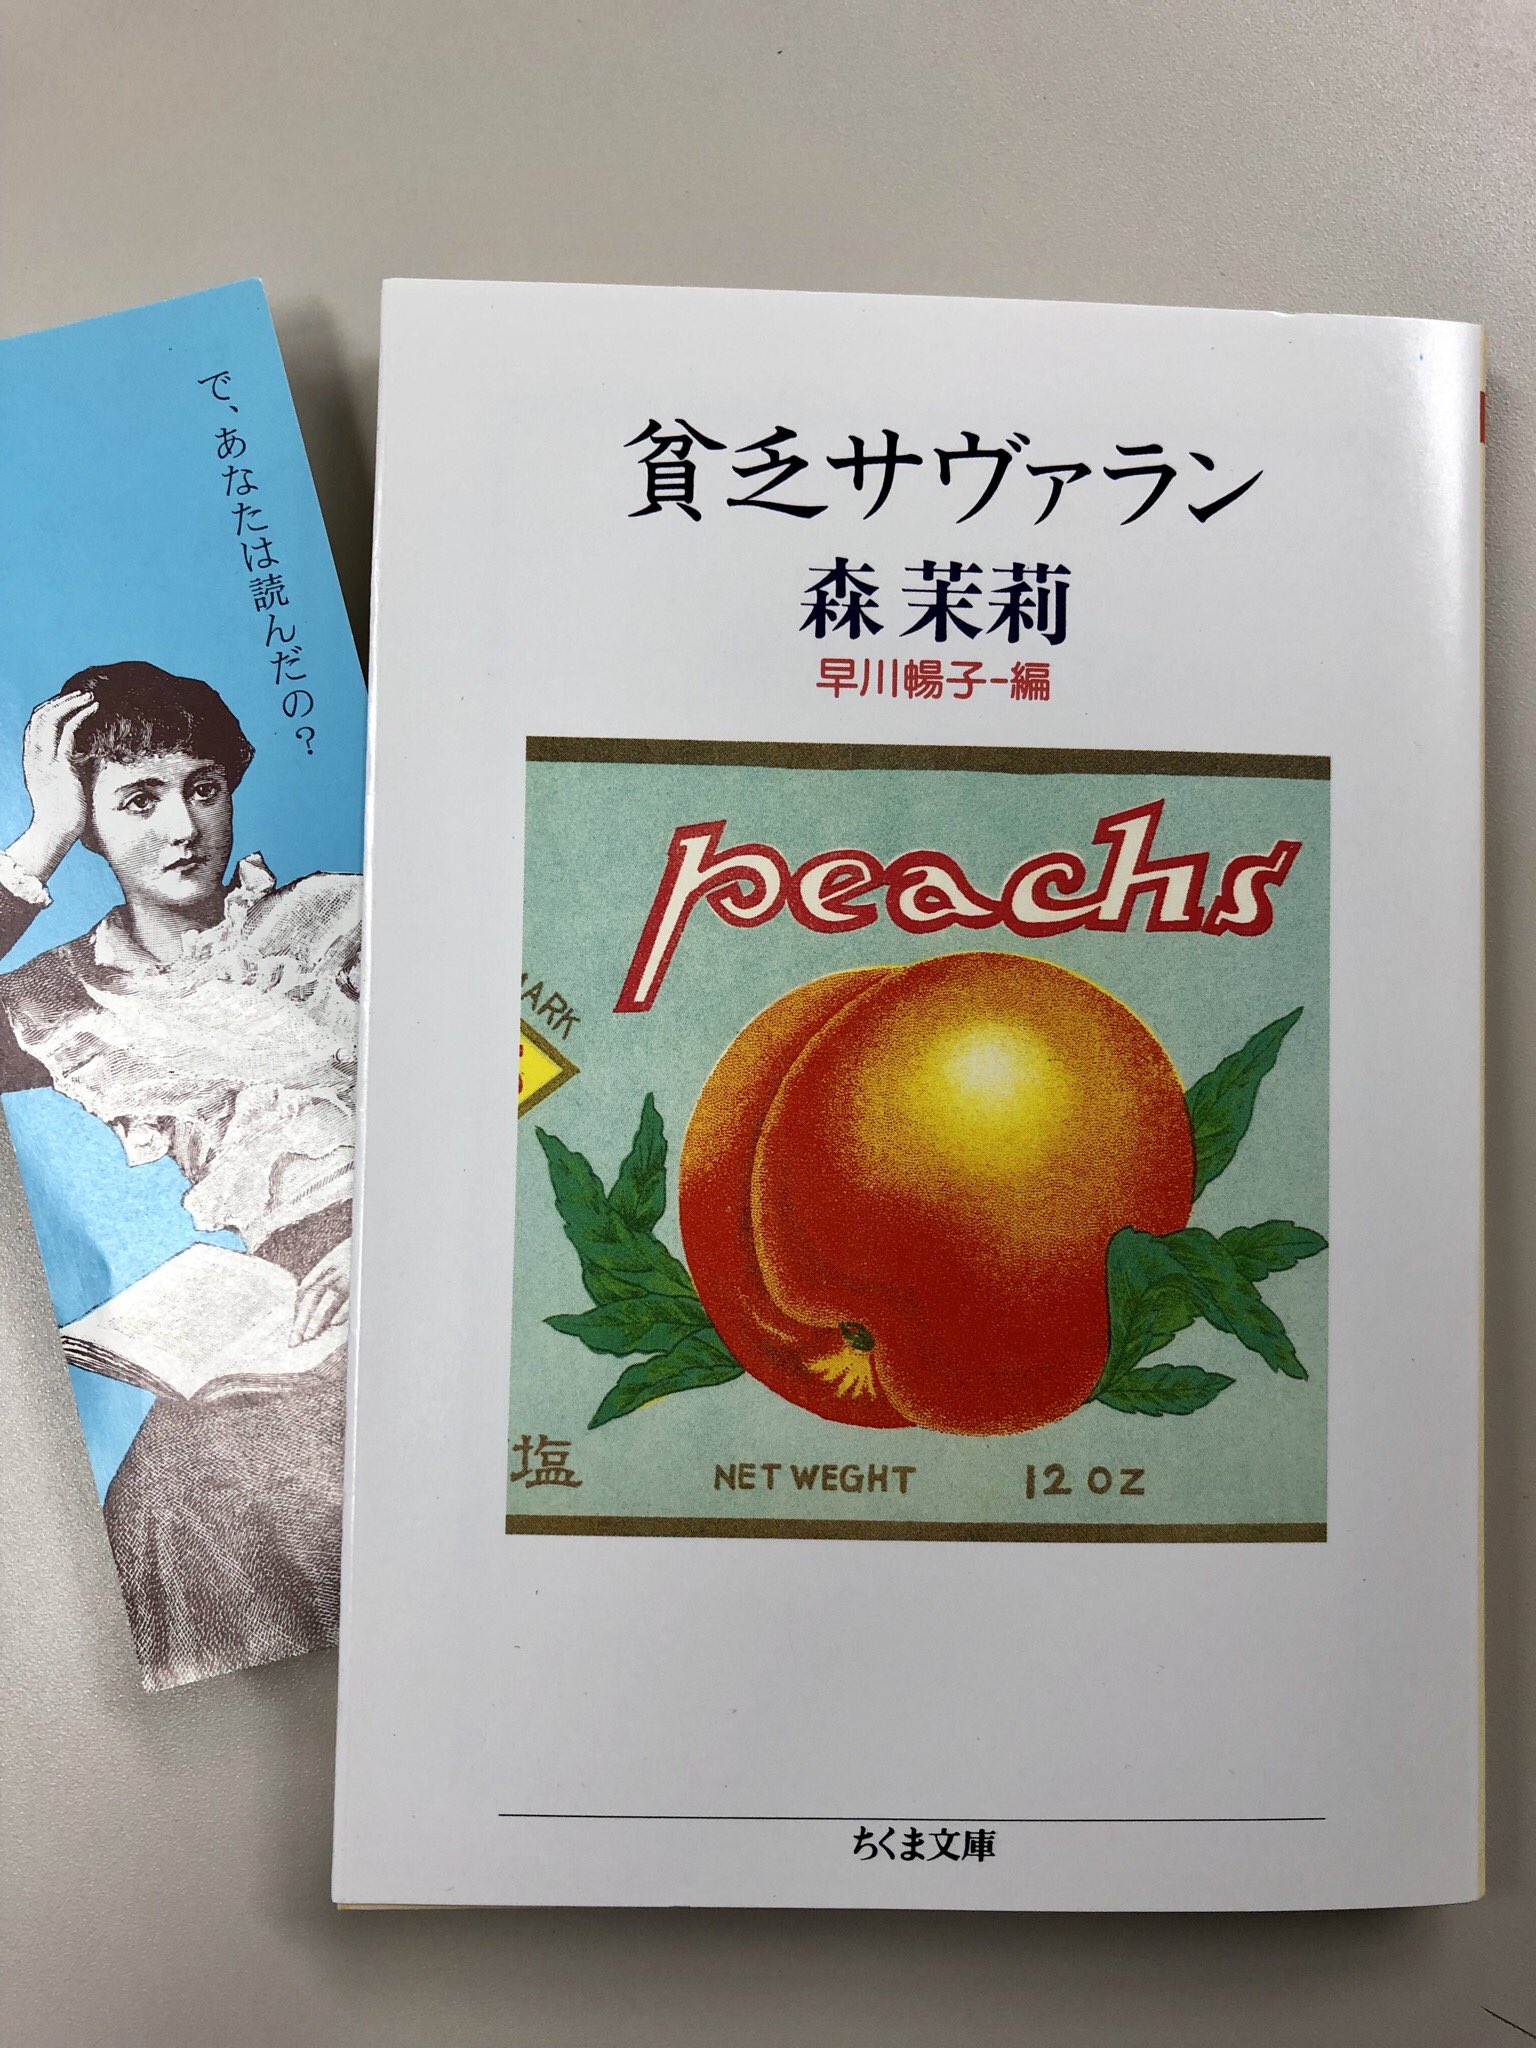 で、あなたは読んだの?
貧乏サヴァラン
森 茉莉
早川暢子-編
peachs
MARK
塩
NET WEGHT 12 OZ
ちくま文庫